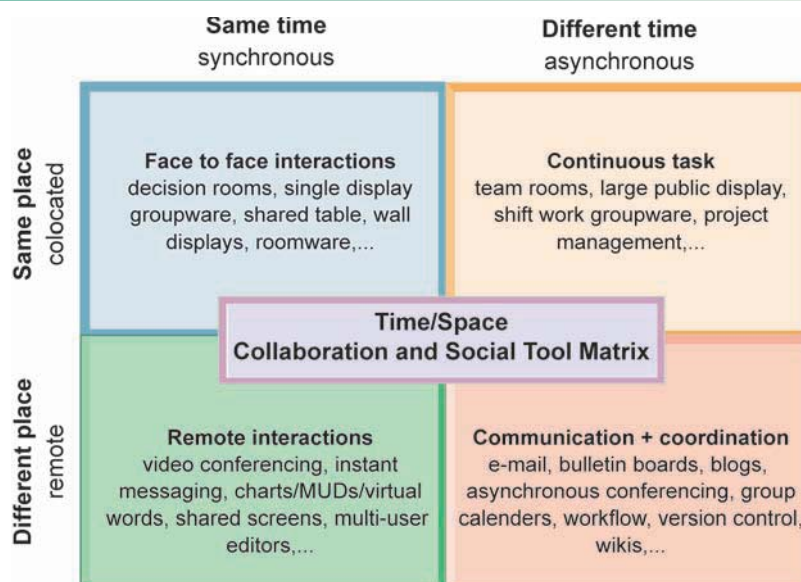 Same time
synchronous
Different time
asynchronous
Same place
colocated
Face to face interactions
decision rooms, single display
groupware, shared table, wall
displays, roomware,...
Continuous task
team rooms, large public display,
shift work groupware, project
management,...
Time/Space
Collaboration and Social Tool Matrix
Different place
remote
Remote interactions
video conferencing, instant
messaging, charts/MUDs/virtual
words, shared screens, multi-user
editors,...
Communication + coordination
e-mail, bulletin boards, blogs,
asynchronous conferencing, group
calenders, workflow, version control,
wikis,...